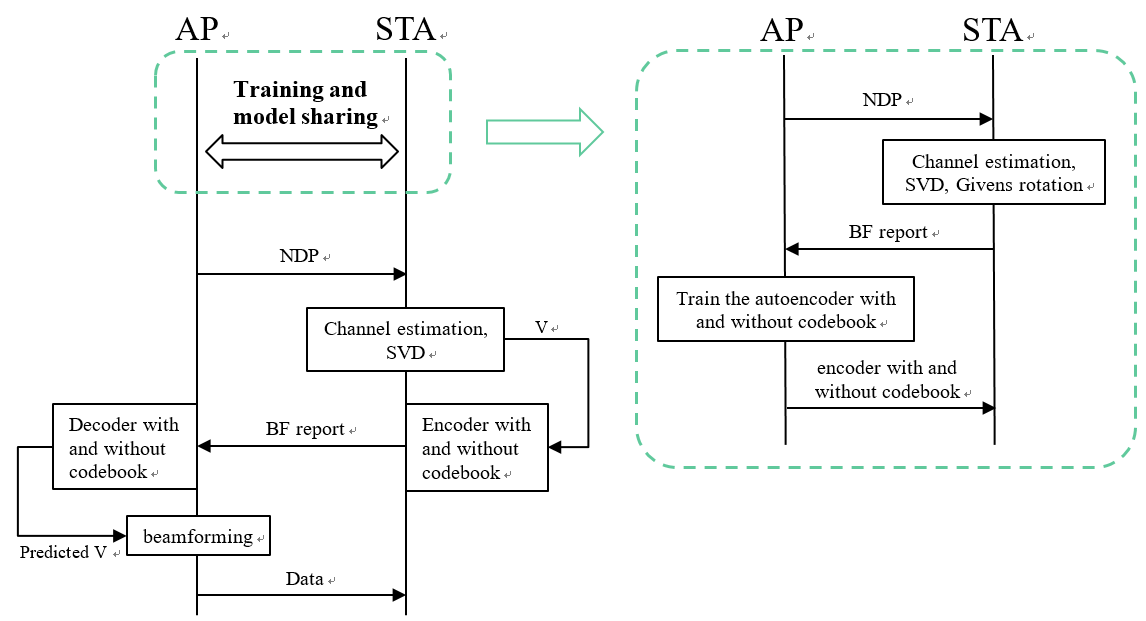 AP
STA
Training and
model sharing
NDP
Channel estimation,
SVD
V
Decoder with
and without
codebook
BF report
Encoder with
and without
codebook
beamforming
Predicted V
Data
AP
STA
NDP
Channel estimation,
SVD, Givens rotation
BF report
Train the autoencoder with
and without codebook
encoder with and
without codebook